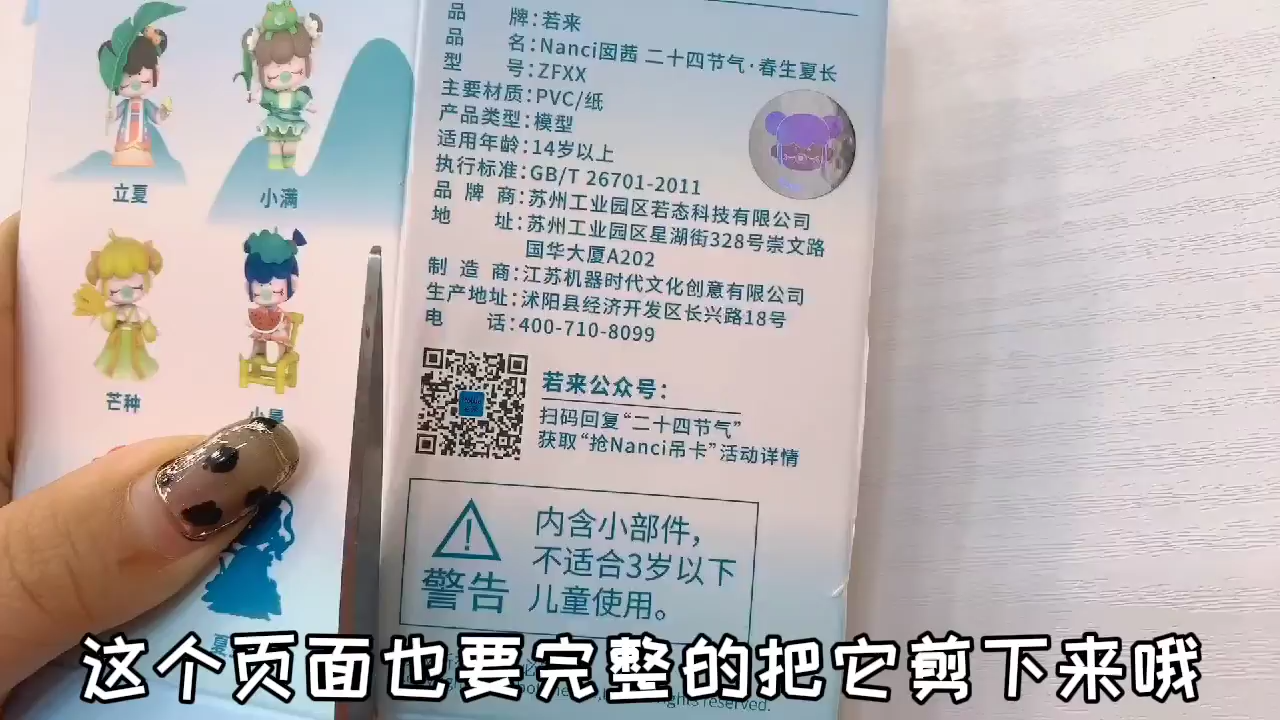 立夏
小满
芒种
小暑
夏
品牌:若来
品名:Nanci囡茜 二十四节气·春生夏长
型号:ZFXX
主要材质:PVC/纸
产品类型:模型
适用年龄:14岁以上
执行标准:GB/T 26701-2011
品牌商:苏州工业园区若态科技有限公司
地址:苏州工业园区星湖街328号崇文路
国华大厦A202
制造商:江苏机器时代文化创意有限公司
生产地址:沭阳县经济开发区长兴路18号
电话:400-710-8099
若来公众号:
扫码回复“二十四节气”
获取“抢Nanci吊卡”活动详情
警告
内含小部件,
不适合3岁以下
儿童使用。
rights reserved.
这个页面也要完整的把它剪下来哦